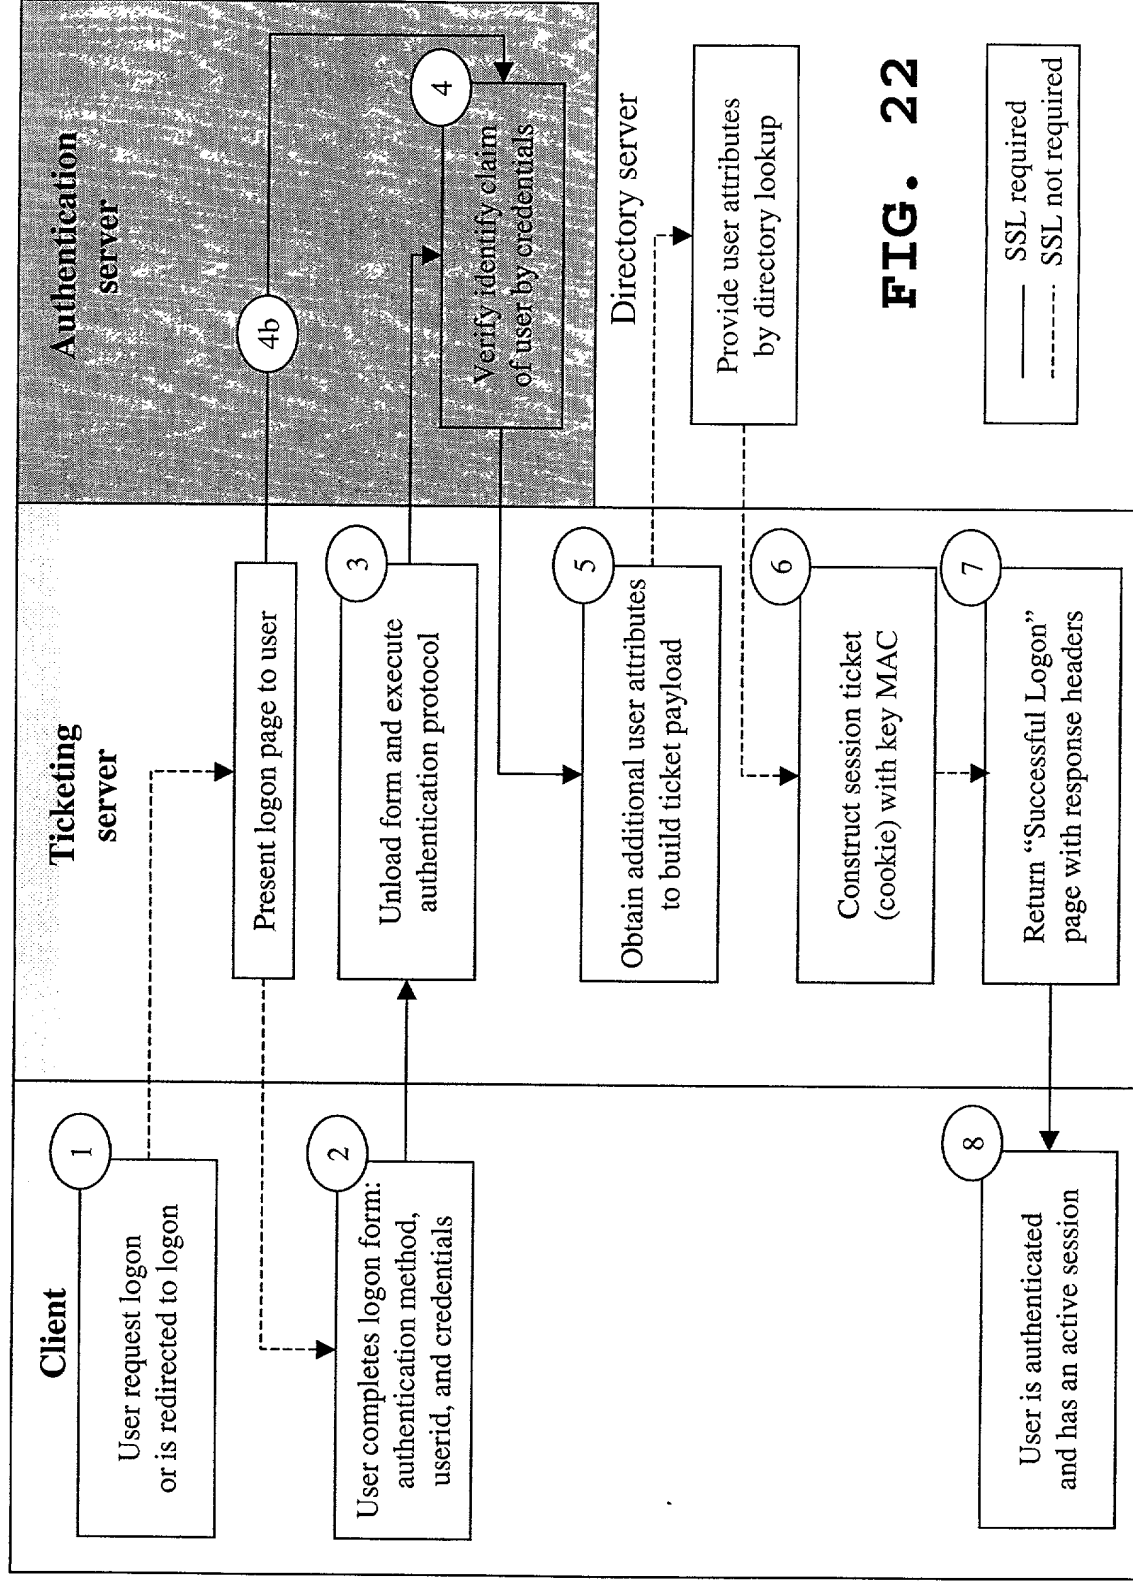 Client
Ticketing
server
Authentication
server
1
User request logon
or is redirected to logon
Present logon page to user
4b
2
User completes logon form:
authentication method,
userid, and credentials
3
Unload form and execute
authentication protocol
4
Verify identify claim
of user by credentials
5
Obtain additional user attributes
to build ticket payload
Directory server
Provide user attributes
by directory lookup
6
Construct session ticket
(cookie) with key MAC
7
Return “Successful Logon”
page with response headers
8
User is authenticated
and has an active session
FIG. 22
SSL required
SSL not required